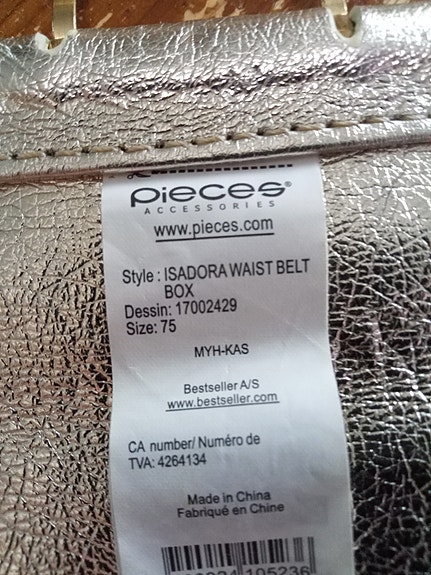 PIECES®
ACCESSORIES
www.pieces.com
Style : ISADORA WAIST BELT
BOX
Dessin: 17002429
Size: 75
MYH-KAS
Bestseller A/S
www.bestseller.com
CA number/ Numéro de
TVA: 4264134
Made in China
Fabriqué en Chine
105236